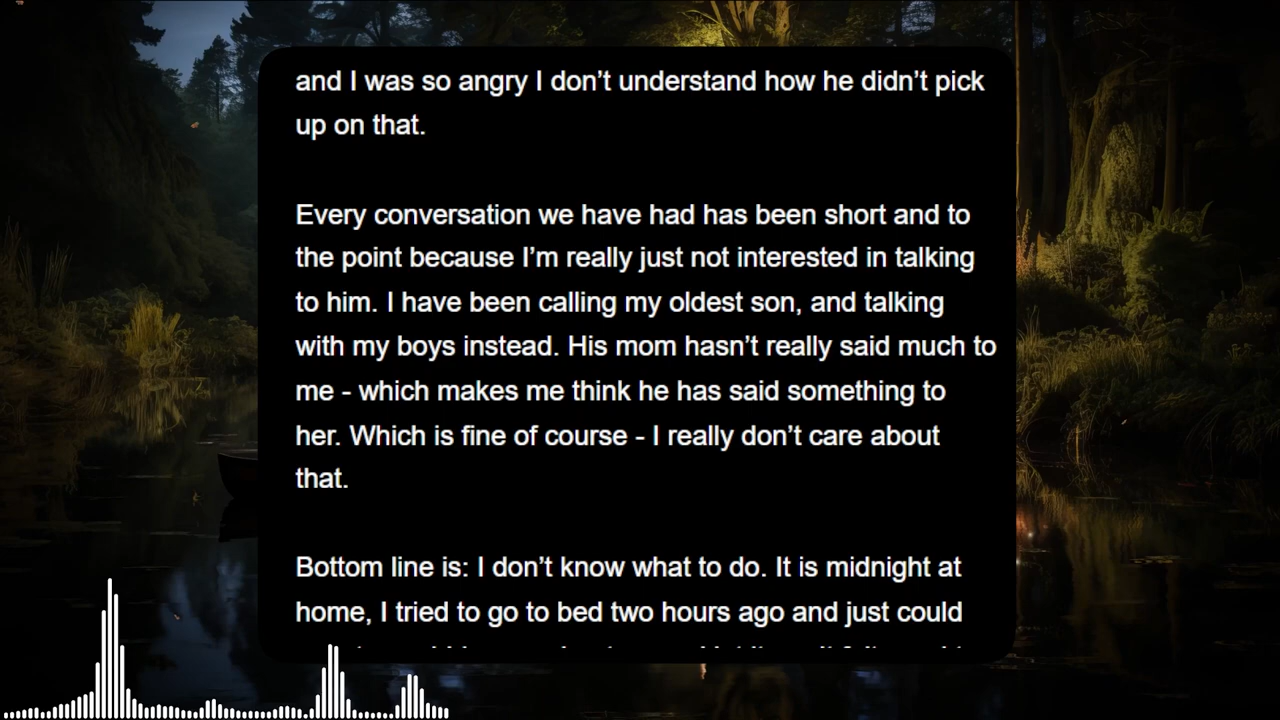 and I was so angry I don’t understand how he didn’t pick
up on that.
Every conversation we have had has been short and to
the point because I’m really just not interested in talking
to him. I have been calling my oldest son, and talking
with my boys instead. His mom hasn’t really said much to
me - which makes me think he has said something to
her. Which is fine of course - I really don’t care about
that.
Bottom line is: I don’t know what to do. It is midnight at
home, I tried to go to bed two hours ago and just could